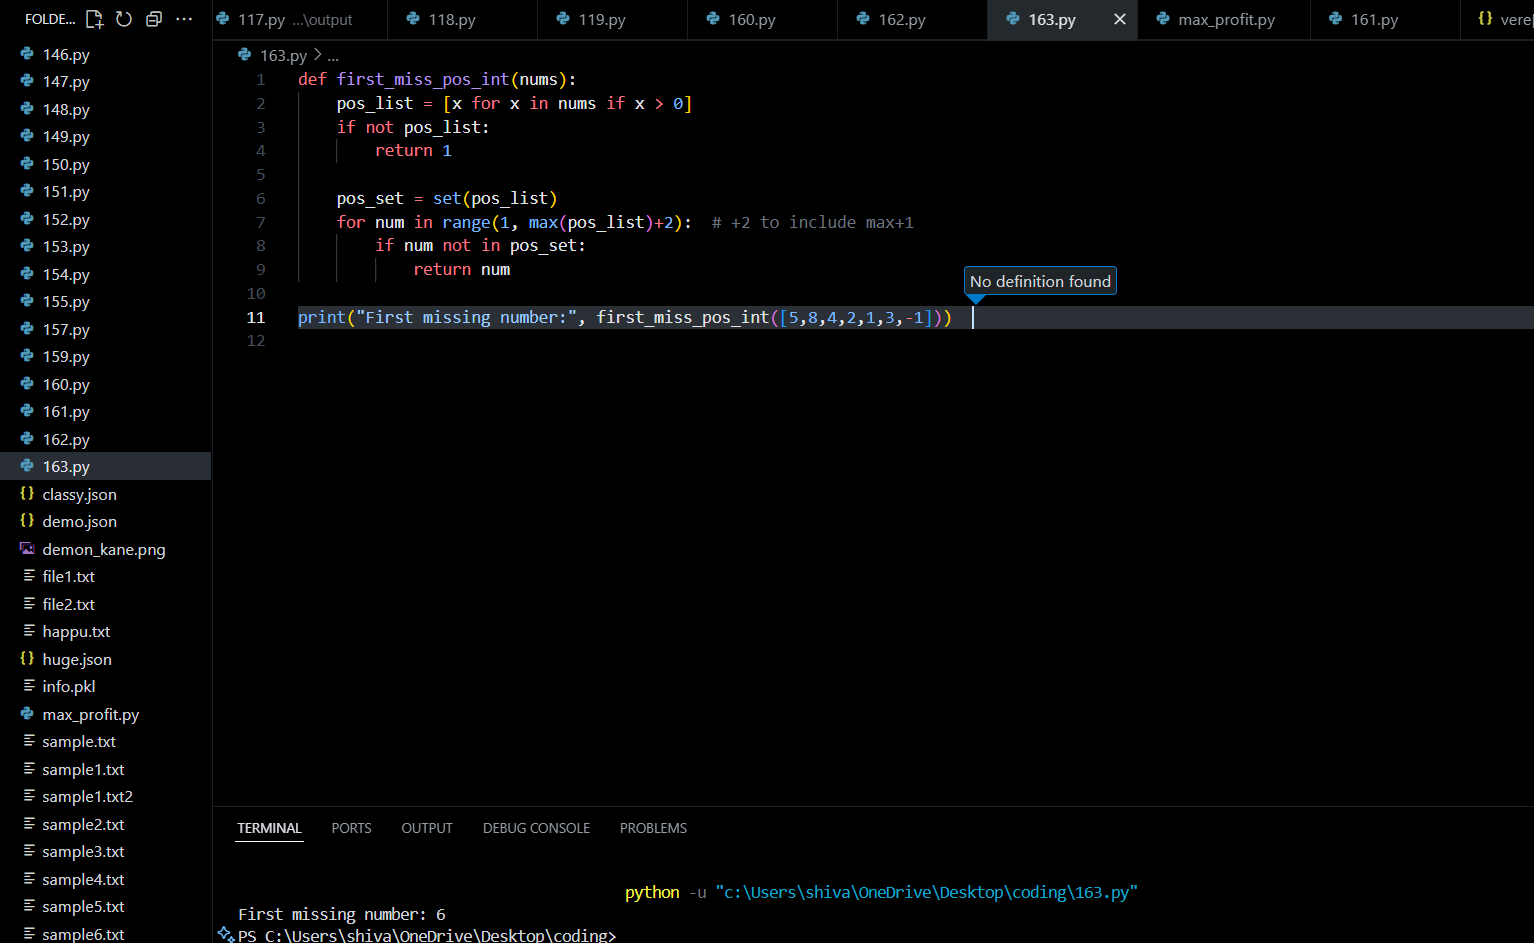 FOLDE... ...
146.py
147.py
148.py
149.py
150.py
151.py
152.py
153.py
154.py
155.py
157.py
159.py
160.py
161.py
162.py
163.py
{} classy.json
{} demo.json
demon_kane.png
file1.txt
file2.txt
happu.txt
{} huge.json
info.pkl
max_profit.py
sample.txt
sample1.txt
sample1.txt2
sample2.txt
sample3.txt
sample4.txt
sample5.txt
sample6.txt
117.py ...\output 118.py 119.py 160.py 162.py 163.py max_profit.py 161.py {} vere
163.py > ...
1 def first_miss_pos_int(nums):
2     pos_list = [x for x in nums if x > 0]
3     if not pos_list:
4         return 1
5
6     pos_set = set(pos_list)
7     for num in range(1, max(pos_list)+2):  # +2 to include max+1
8         if num not in pos_set:
9             return num
10
No definition found
11 print("First missing number:", first_miss_pos_int([5,8,4,2,1,3,-1]))
12
TERMINAL PORTS OUTPUT DEBUG CONSOLE PROBLEMS
python -u "c:\Users\shiva\OneDrive\Desktop\coding\163.py"
First missing number: 6
PS C:\Users\shiva\OneDrive\Desktop\coding>